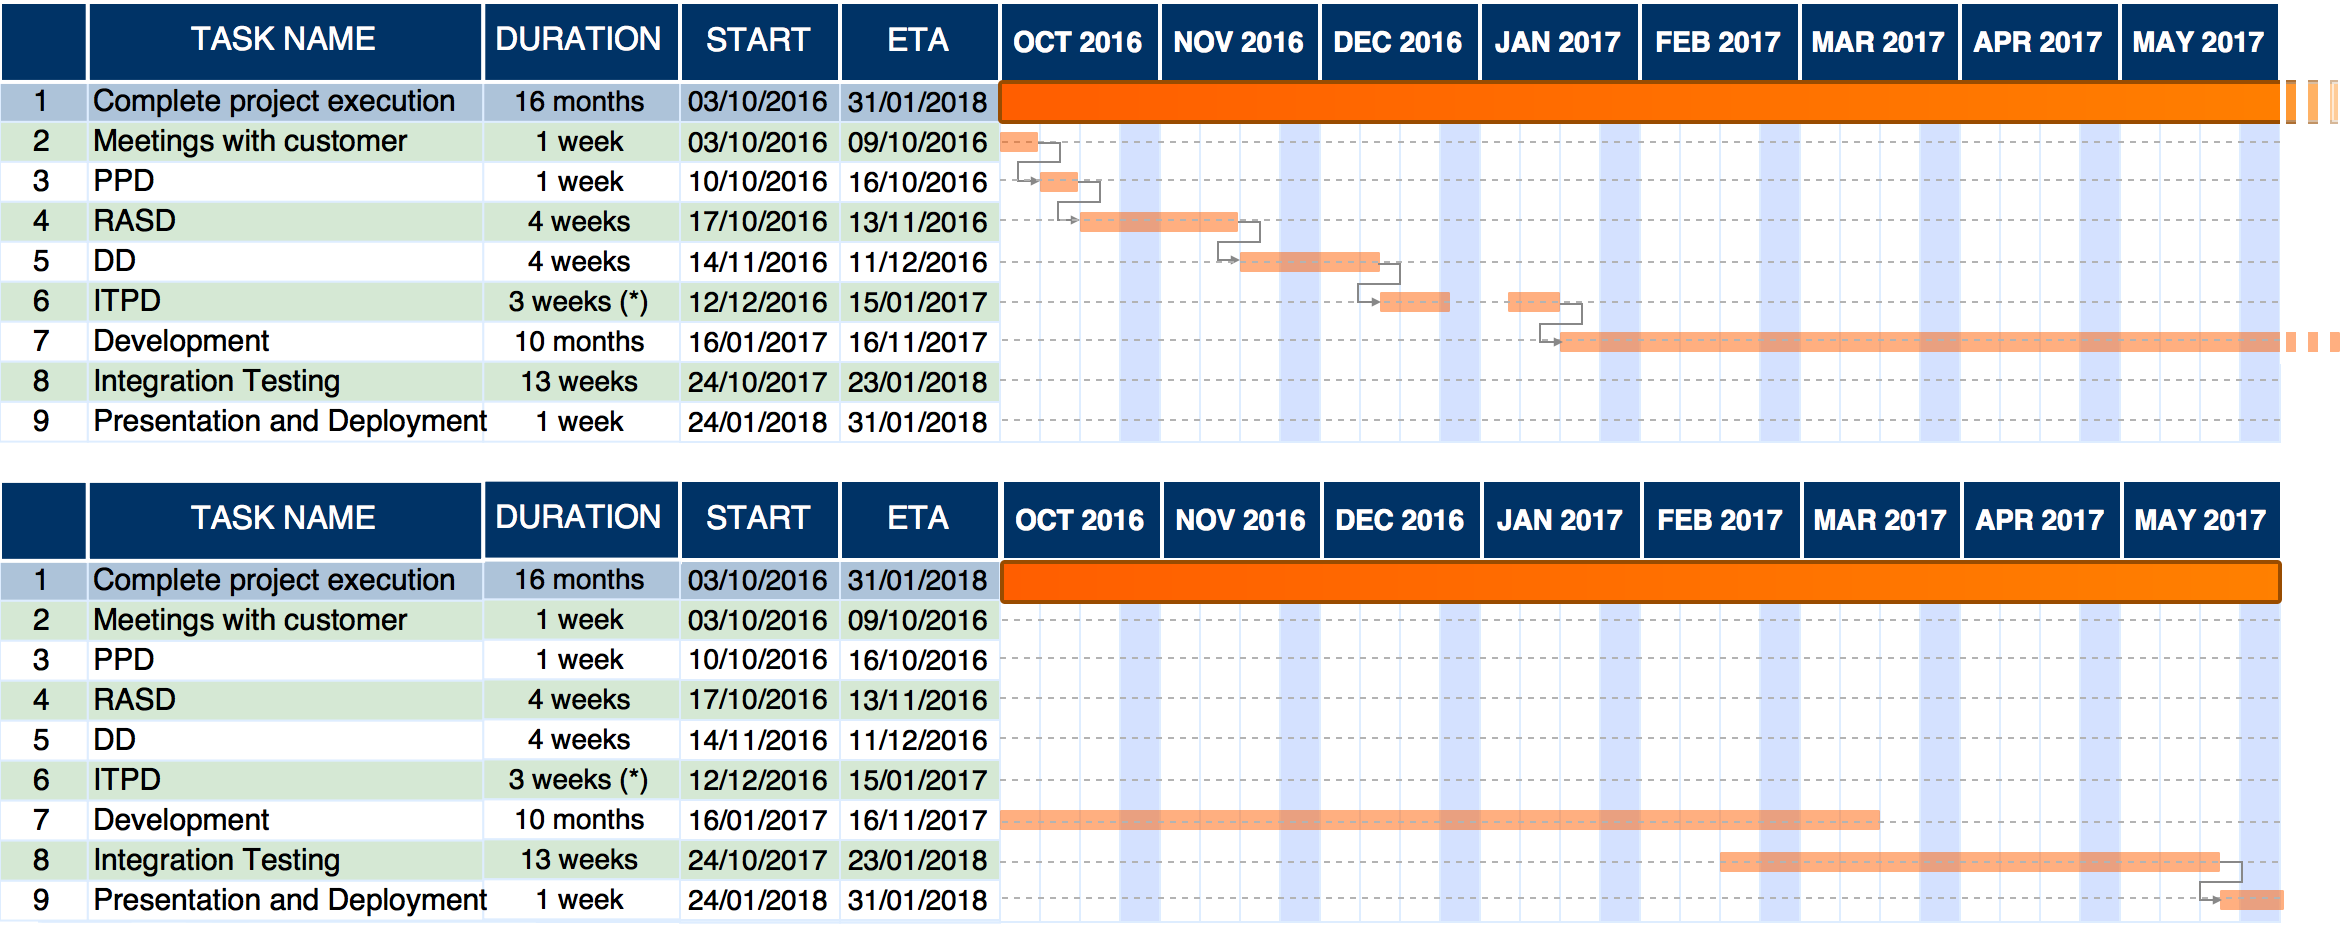 TASK NAME DURATION START ETA OCT 2016 NOV 2016 DEC 2016 JAN 2017 FEB 2017 MAR 2017 APR 2017 MAY 2017
1 Complete project execution 16 months 03/10/2016 31/01/2018
2 Meetings with customer 1 week 03/10/2016 09/10/2016
3 PPD 1 week 10/10/2016 16/10/2016
4 RASD 4 weeks 17/10/2016 13/11/2016
5 DD 4 weeks 14/11/2016 11/12/2016
6 ITPD 3 weeks (*) 12/12/2016 15/01/2017
7 Development 10 months 16/01/2017 16/11/2017
8 Integration Testing 13 weeks 24/10/2017 23/01/2018
9 Presentation and Deployment 1 week 24/01/2018 31/01/2018
TASK NAME DURATION START ETA OCT 2016 NOV 2016 DEC 2016 JAN 2017 FEB 2017 MAR 2017 APR 2017 MAY 2017
1 Complete project execution 16 months 03/10/2016 31/01/2018
2 Meetings with customer 1 week 03/10/2016 09/10/2016
3 PPD 1 week 10/10/2016 16/10/2016
4 RASD 4 weeks 17/10/2016 13/11/2016
5 DD 4 weeks 14/11/2016 11/12/2016
6 ITPD 3 weeks (*) 12/12/2016 15/01/2017
7 Development 10 months 16/01/2017 16/11/2017
8 Integration Testing 13 weeks 24/10/2017 23/01/2018
9 Presentation and Deployment 1 week 24/01/2018 31/01/2018